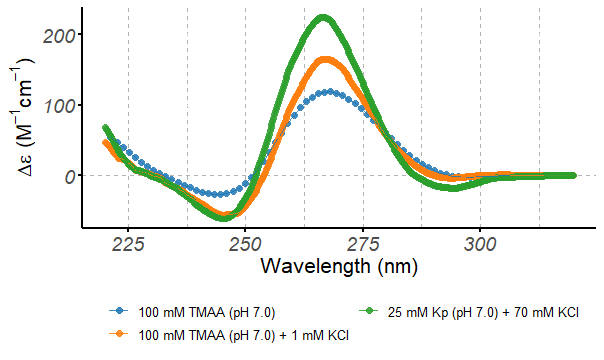 Δε (M⁻¹cm⁻¹)
200
100
0
225
250
275
300
Wavelength (nm)
100 mM TMAA (pH 7.0)
25 mM Kp (pH 7.0) + 70 mM KCl
100 mM TMAA (pH 7.0) + 1 mM KCl